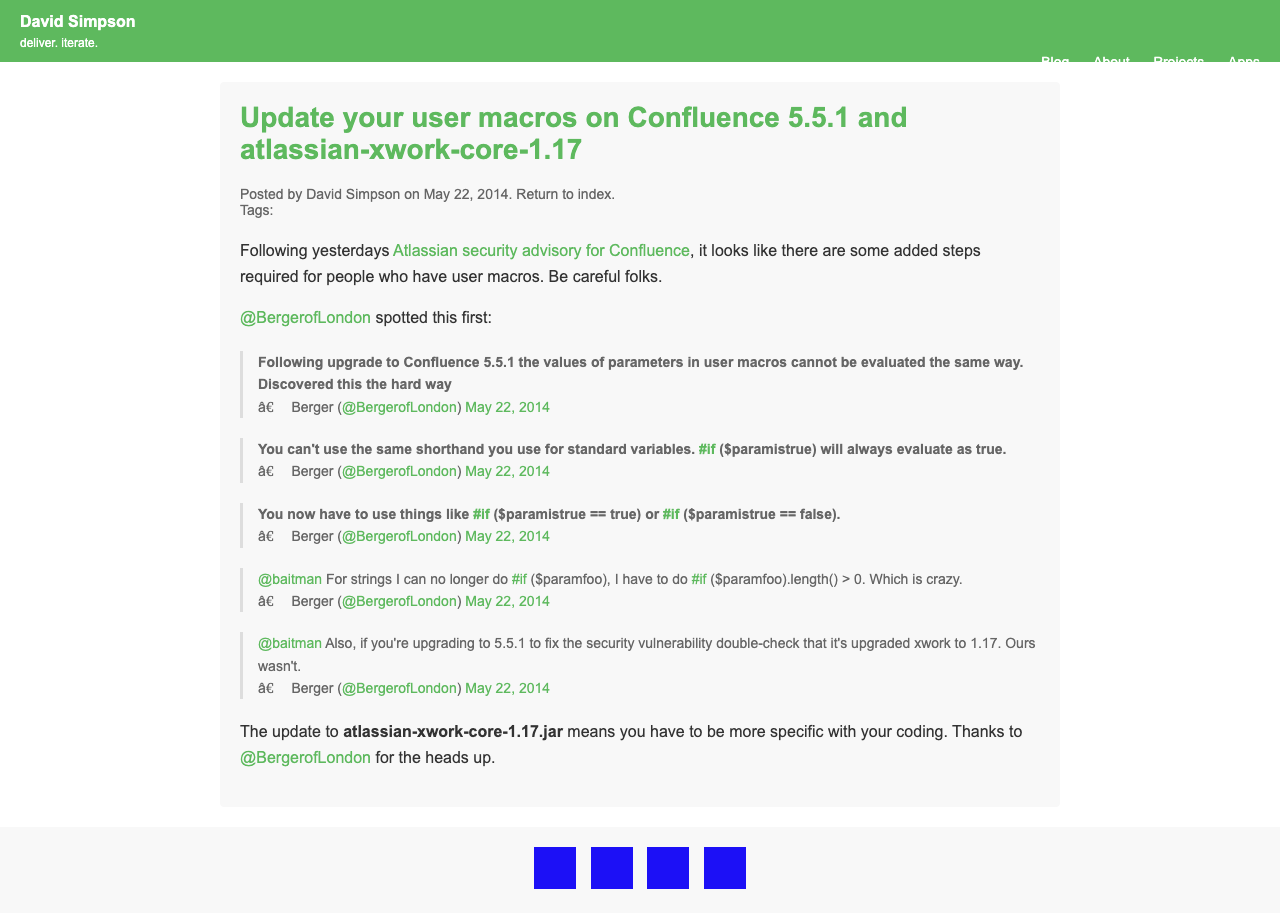 David Simpson
deliver. iterate.
Blog About Projects Apps
Update your user macros on Confluence 5.5.1 and
atlassian-xwork-core-1.17
Posted by David Simpson on May 22, 2014. Return to index.
Tags:
Following yesterdays Atlassian security advisory for Confluence, it looks like there are some added steps
required for people who have user macros. Be careful folks.
@BergerofLondon spotted this first:
Following upgrade to Confluence 5.5.1 the values of parameters in user macros cannot be evaluated the same way.
Discovered this the hard way
â€ Berger (@BergerofLondon) May 22, 2014
You can't use the same shorthand you use for standard variables. #if ($paramistrue) will always evaluate as true.
â€ Berger (@BergerofLondon) May 22, 2014
You now have to use things like #if ($paramistrue == true) or #if ($paramistrue == false).
â€ Berger (@BergerofLondon) May 22, 2014
@baitman For strings I can no longer do #if ($paramfoo), I have to do #if ($paramfoo).length() > 0. Which is crazy.
â€ Berger (@BergerofLondon) May 22, 2014
@baitman Also, if you're upgrading to 5.5.1 to fix the security vulnerability double-check that it's upgraded xwork to 1.17. Ours
wasn't.
â€ Berger (@BergerofLondon) May 22, 2014
The update to atlassian-xwork-core-1.17.jar means you have to be more specific with your coding. Thanks to
@BergerofLondon for the heads up.